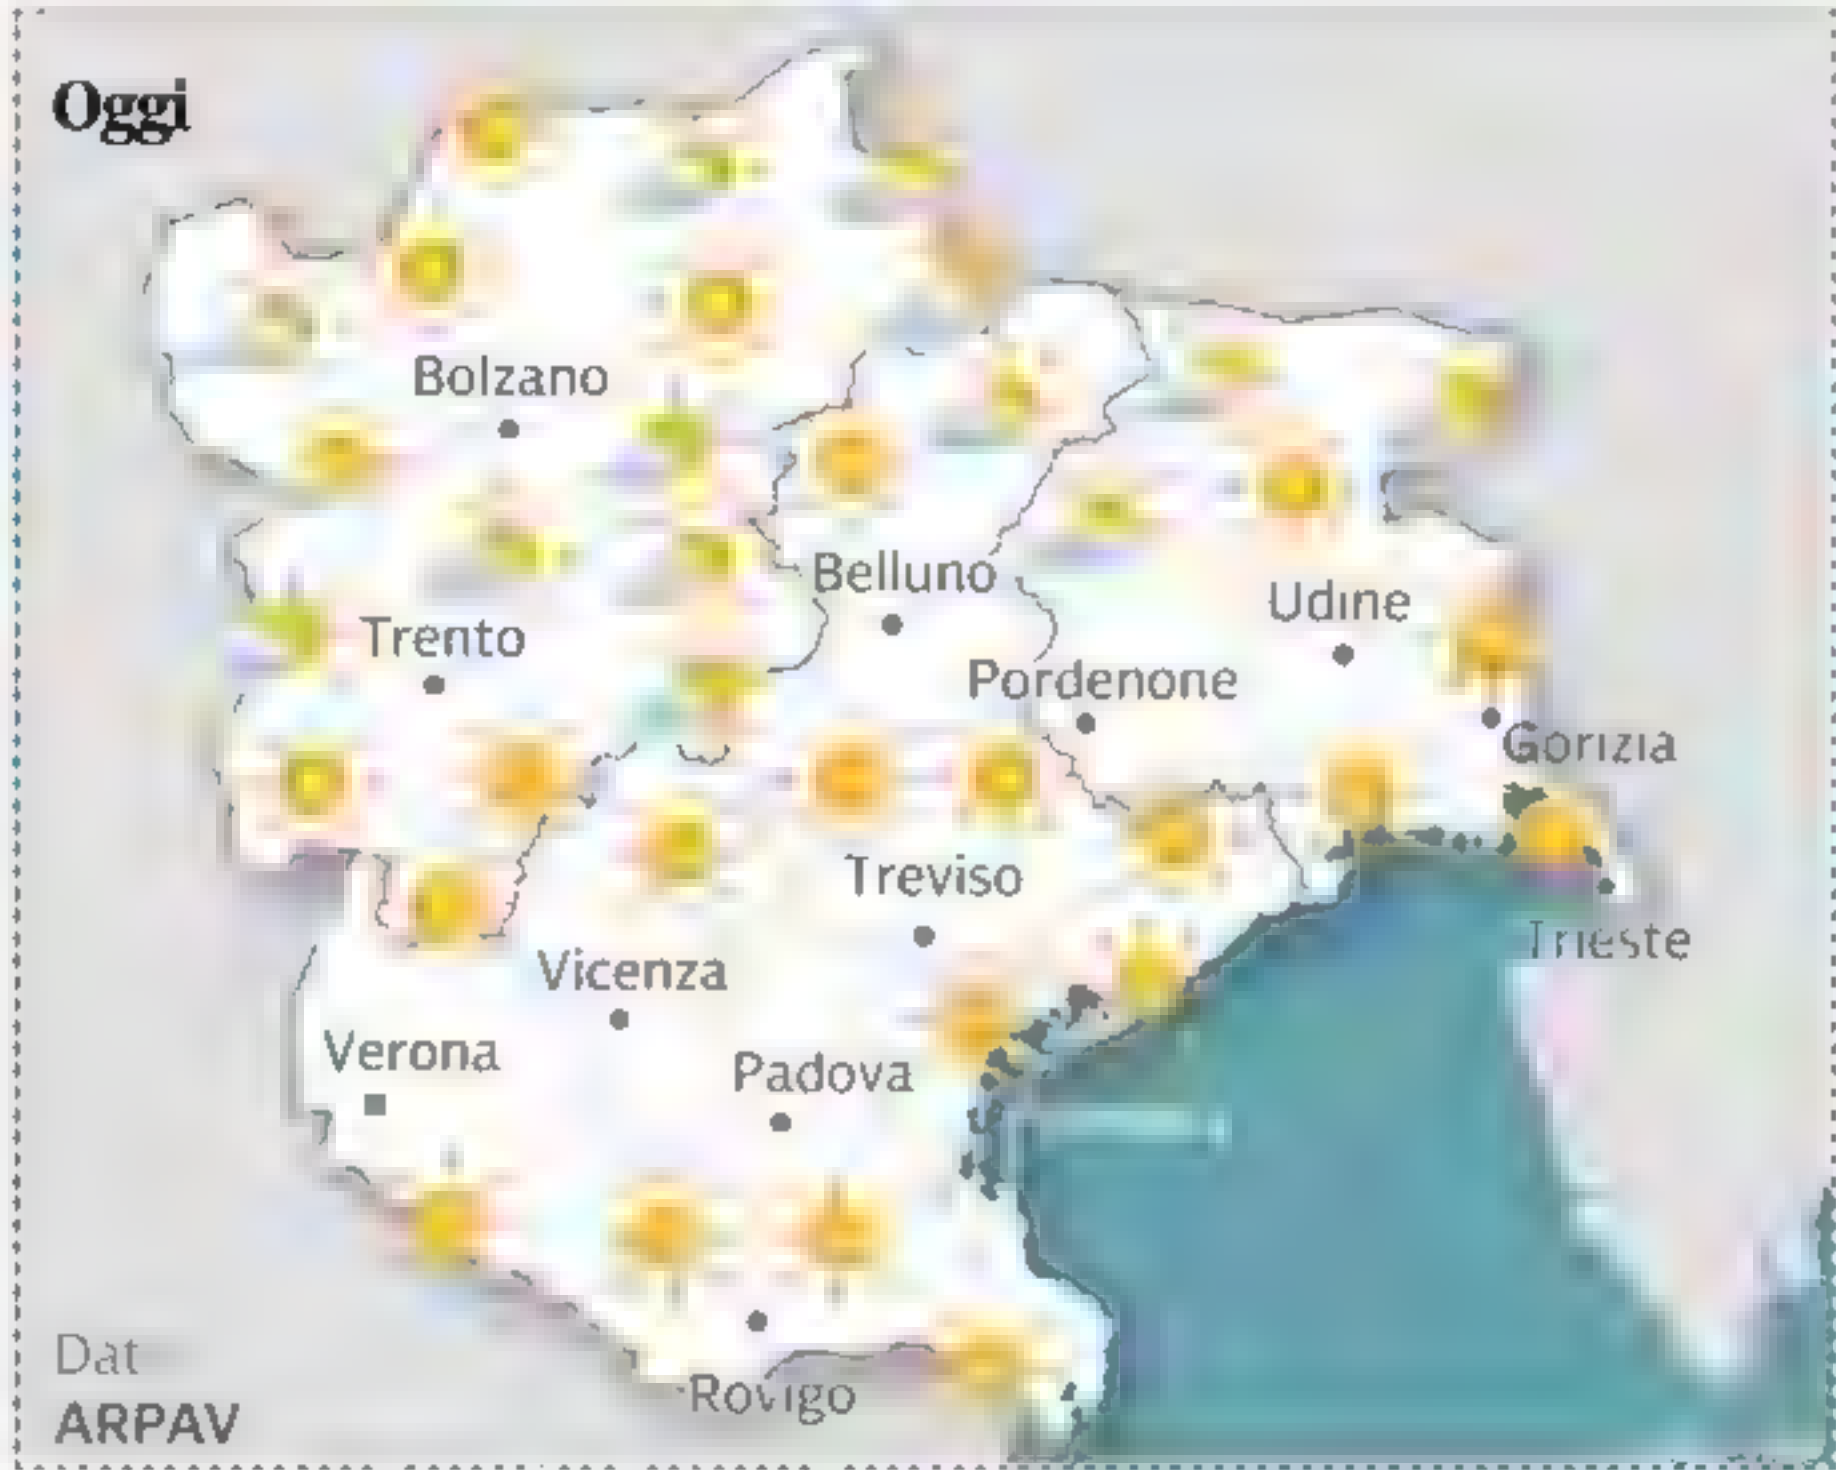 Oggi
Bolzano
Belluno
Trento
Udine
Pordenone
Gorizia
Treviso
Trieste
Vicenza
Verona
Padova
Rovigo
Dat
ARPAV